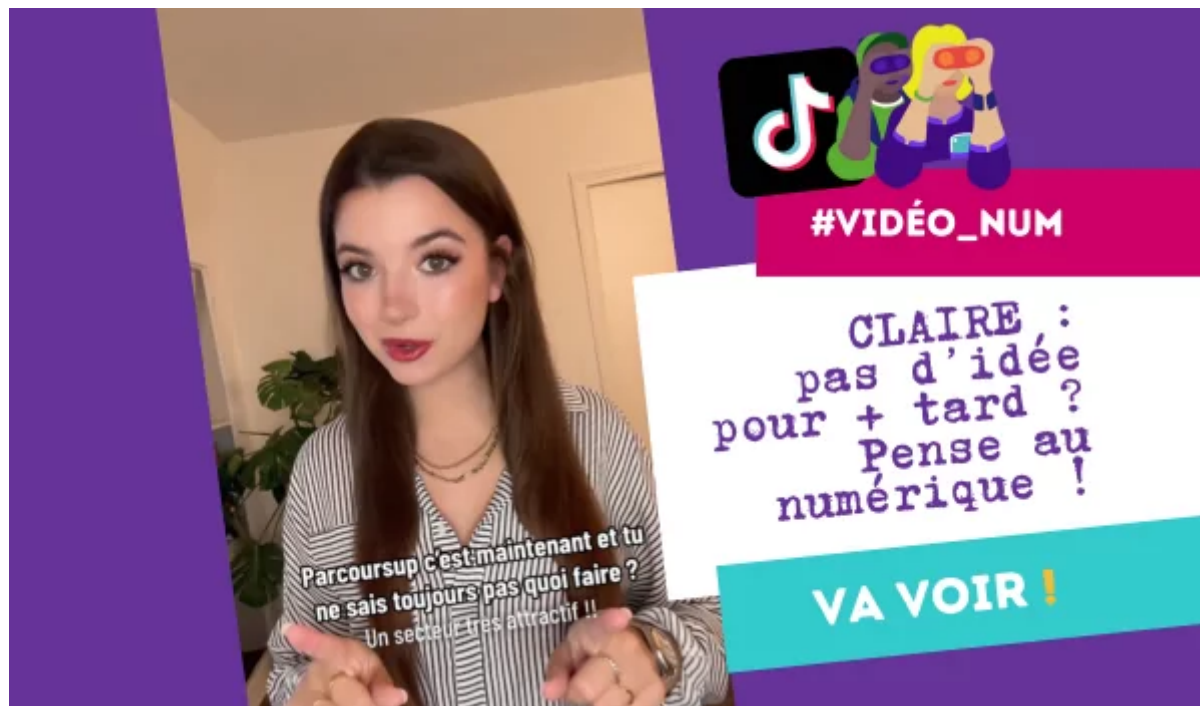 #VIDÉO_NUM
CLAIRE :
pas d'idée
pour + tard ?
Pense au
numérique !
VA VOIR !
Parcoursup c'est maintenant et tu
ne sais toujours pas quoi faire ?
Un secteur très attractif !!